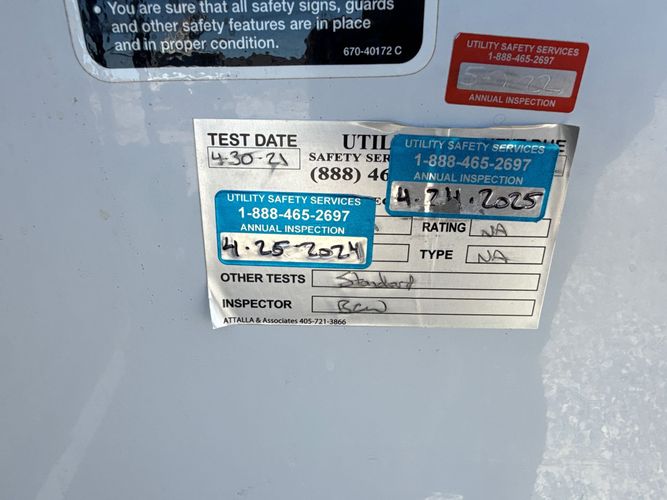 • You are sure that all safety signs, guards
and other safety features are in place
and in proper condition.
670-40172 C
UTILITY SAFETY SERVICES
1-888-465-2697
ANNUAL INSPECTION
TEST DATE
4-30-21
UTIL
SAFETY SER
(888) 46
UTILITY SAFETY SERVICES
1-888-465-2697
ANNUAL INSPECTION
4.24.2025
UTILITY SAFETY SERVICES
1-888-465-2697
ANNUAL INSPECTION
4.25-2024
RATING NA
TYPE NA
OTHER TESTS Standard
INSPECTOR BCW
ATTALLA & Associates 405-721-3866